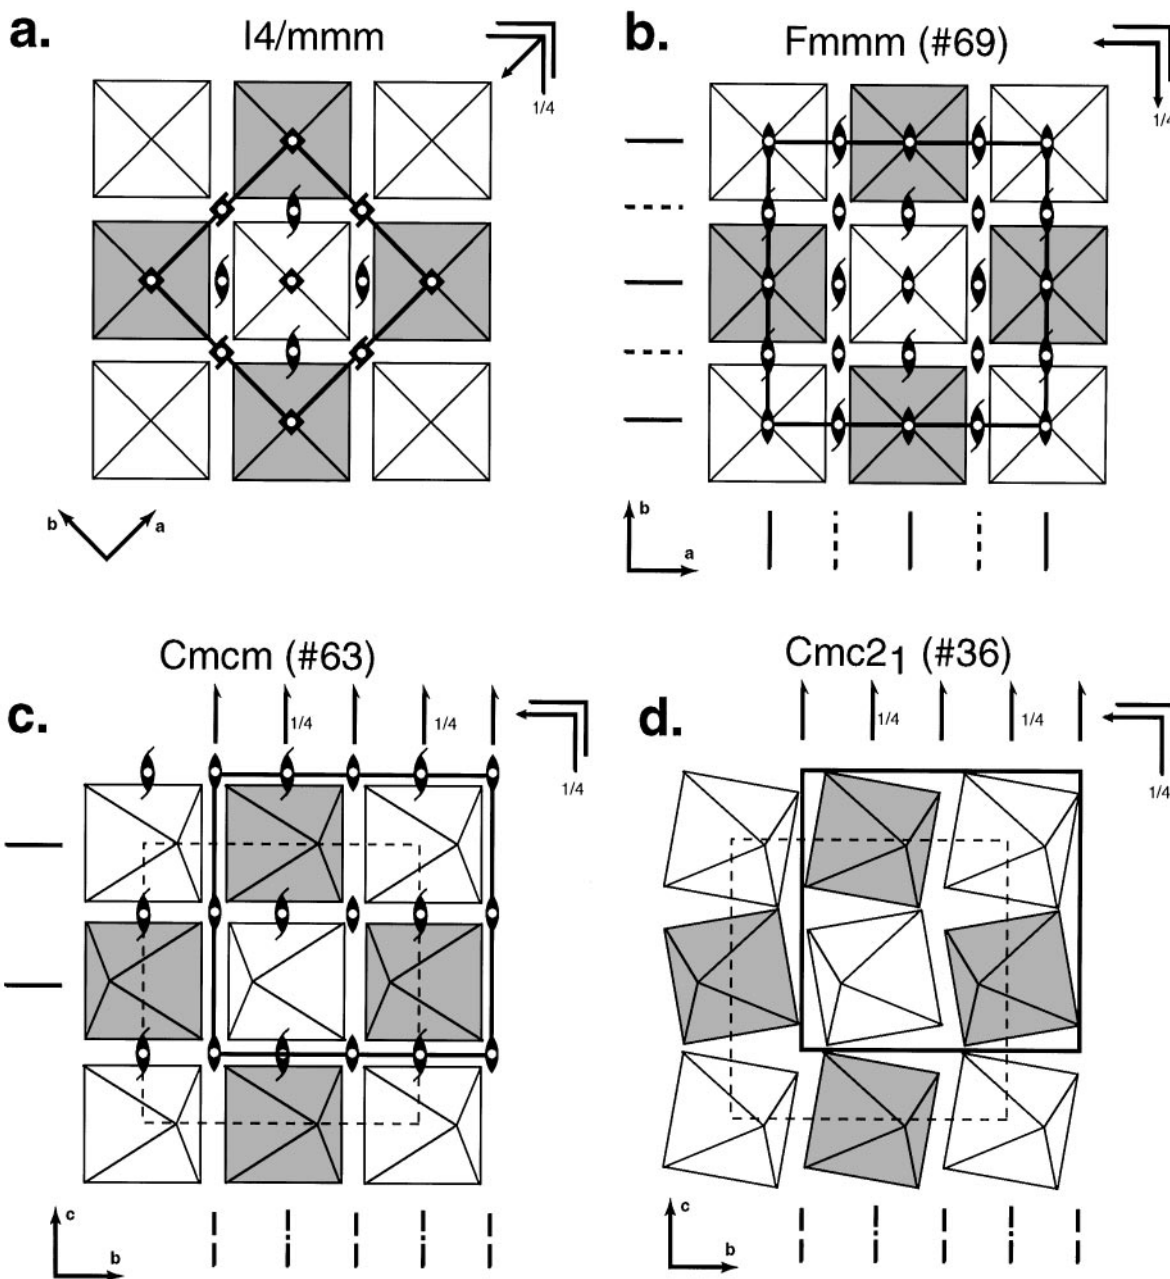 a.
I4/mmm
1/4
b
a
b.
Fmmm (#69)
1/4
b
a
c.
Cmcm (#63)
1/4
1/4
1/4
c
b
d.
Cmc2₁ (#36)
1/4
1/4
1/4
c
b